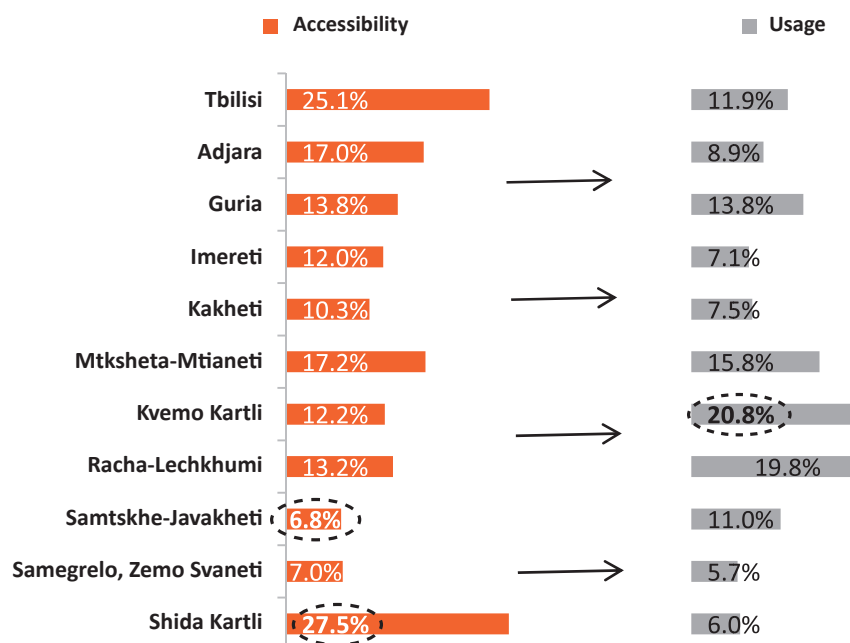 Accessibility Usage
Tbilisi 25.1% 11.9%
Adjara 17.0% 8.9%
Guria 13.8% 13.8%
Imereti 12.0% 7.1%
Kakheti 10.3% 7.5%
Mtksheta-Mtianeti 17.2% 15.8%
Kvemo Kartli 12.2% 20.8%
Racha-Lechkhumi 13.2% 19.8%
Samtskhe-Javakheti 6.8% 11.0%
Samegrelo, Zemo Svaneti 7.0% 5.7%
Shida Kartli 27.5% 6.0%